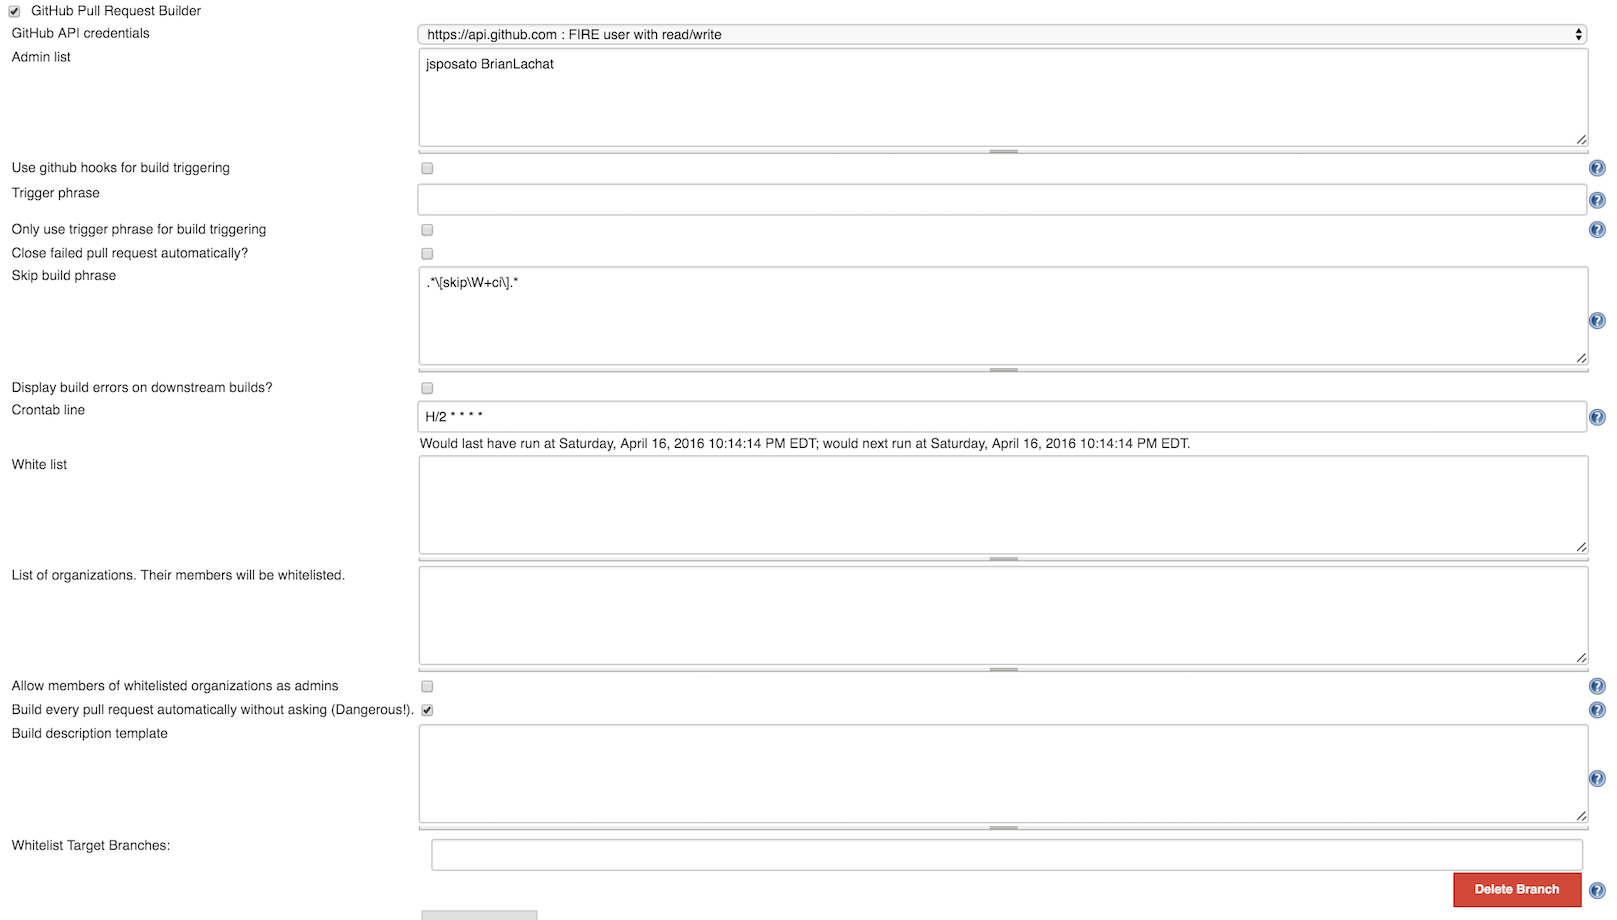 GitHub Pull Request Builder
GitHub API credentials
https://api.github.com : FIRE user with read/write
Admin list
jsposato BrianLachat
Use github hooks for build triggering
Trigger phrase
Only use trigger phrase for build triggering
Close failed pull request automatically?
Skip build phrase
.*\[skip\W+ci\].*
Display build errors on downstream builds?
Crontab line
H/2 * * * *
Would last have run at Saturday, April 16, 2016 10:14:14 PM EDT; would next run at Saturday, April 16, 2016 10:14:14 PM EDT.
White list
List of organizations. Their members will be whitelisted.
Allow members of whitelisted organizations as admins
Build every pull request automatically without asking (Dangerous!).
Build description template
Whitelist Target Branches:
Delete Branch